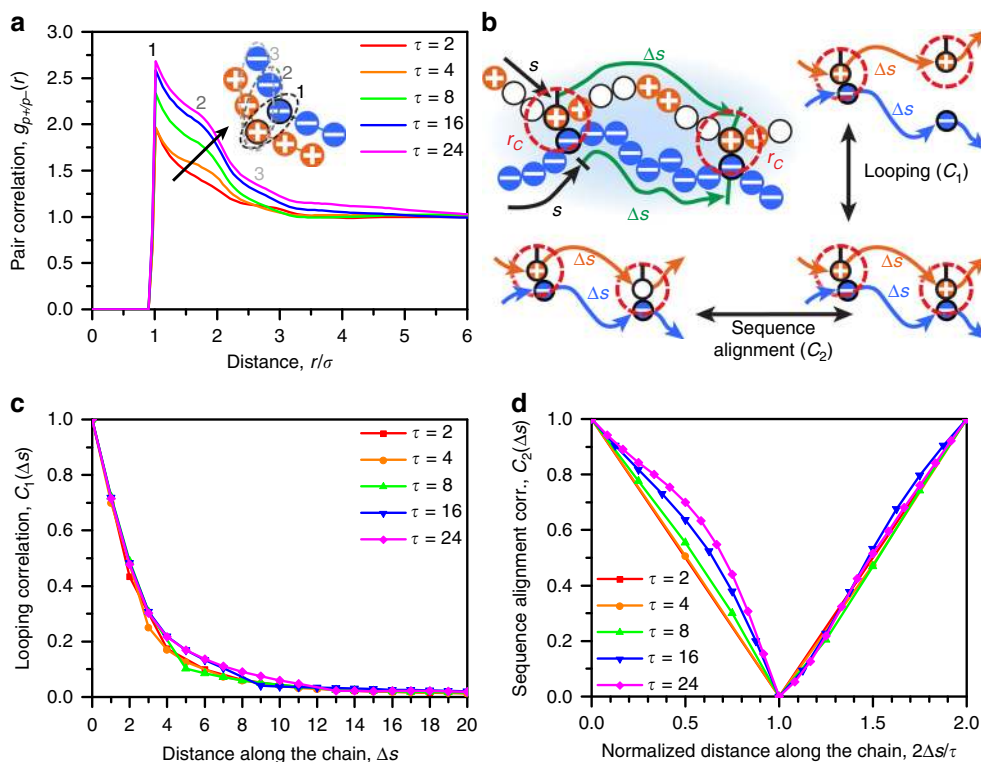 a
Pair correlation, g_{p+/p−}(r)
3.0
2.5
2.0
1.5
1.0
0.5
0.0
0 1 2 3 4 5 6
Distance, r/σ
1
2
3
3
2
1
+ + + + + − − − − −
τ = 2
τ = 4
τ = 8
τ = 16
τ = 24
b
s
Δs
r_C
r_C
s
Δs
Δs
Δs
Looping (C_1)
Δs
Δs
Sequence
alignment (C_2)
Δs
Δs
c
Looping correlation, C_1(Δs)
1.0
0.8
0.6
0.4
0.2
0.0
0 2 4 6 8 10 12 14 16 18 20
Distance along the chain, Δs
τ = 2
τ = 4
τ = 8
τ = 16
τ = 24
d
Sequence alignment corr., C_2(Δs)
1.0
0.8
0.6
0.4
0.2
0.0
0.0 0.5 1.0 1.5 2.0
Normalized distance along the chain, 2Δs/τ
τ = 2
τ = 4
τ = 8
τ = 16
τ = 24